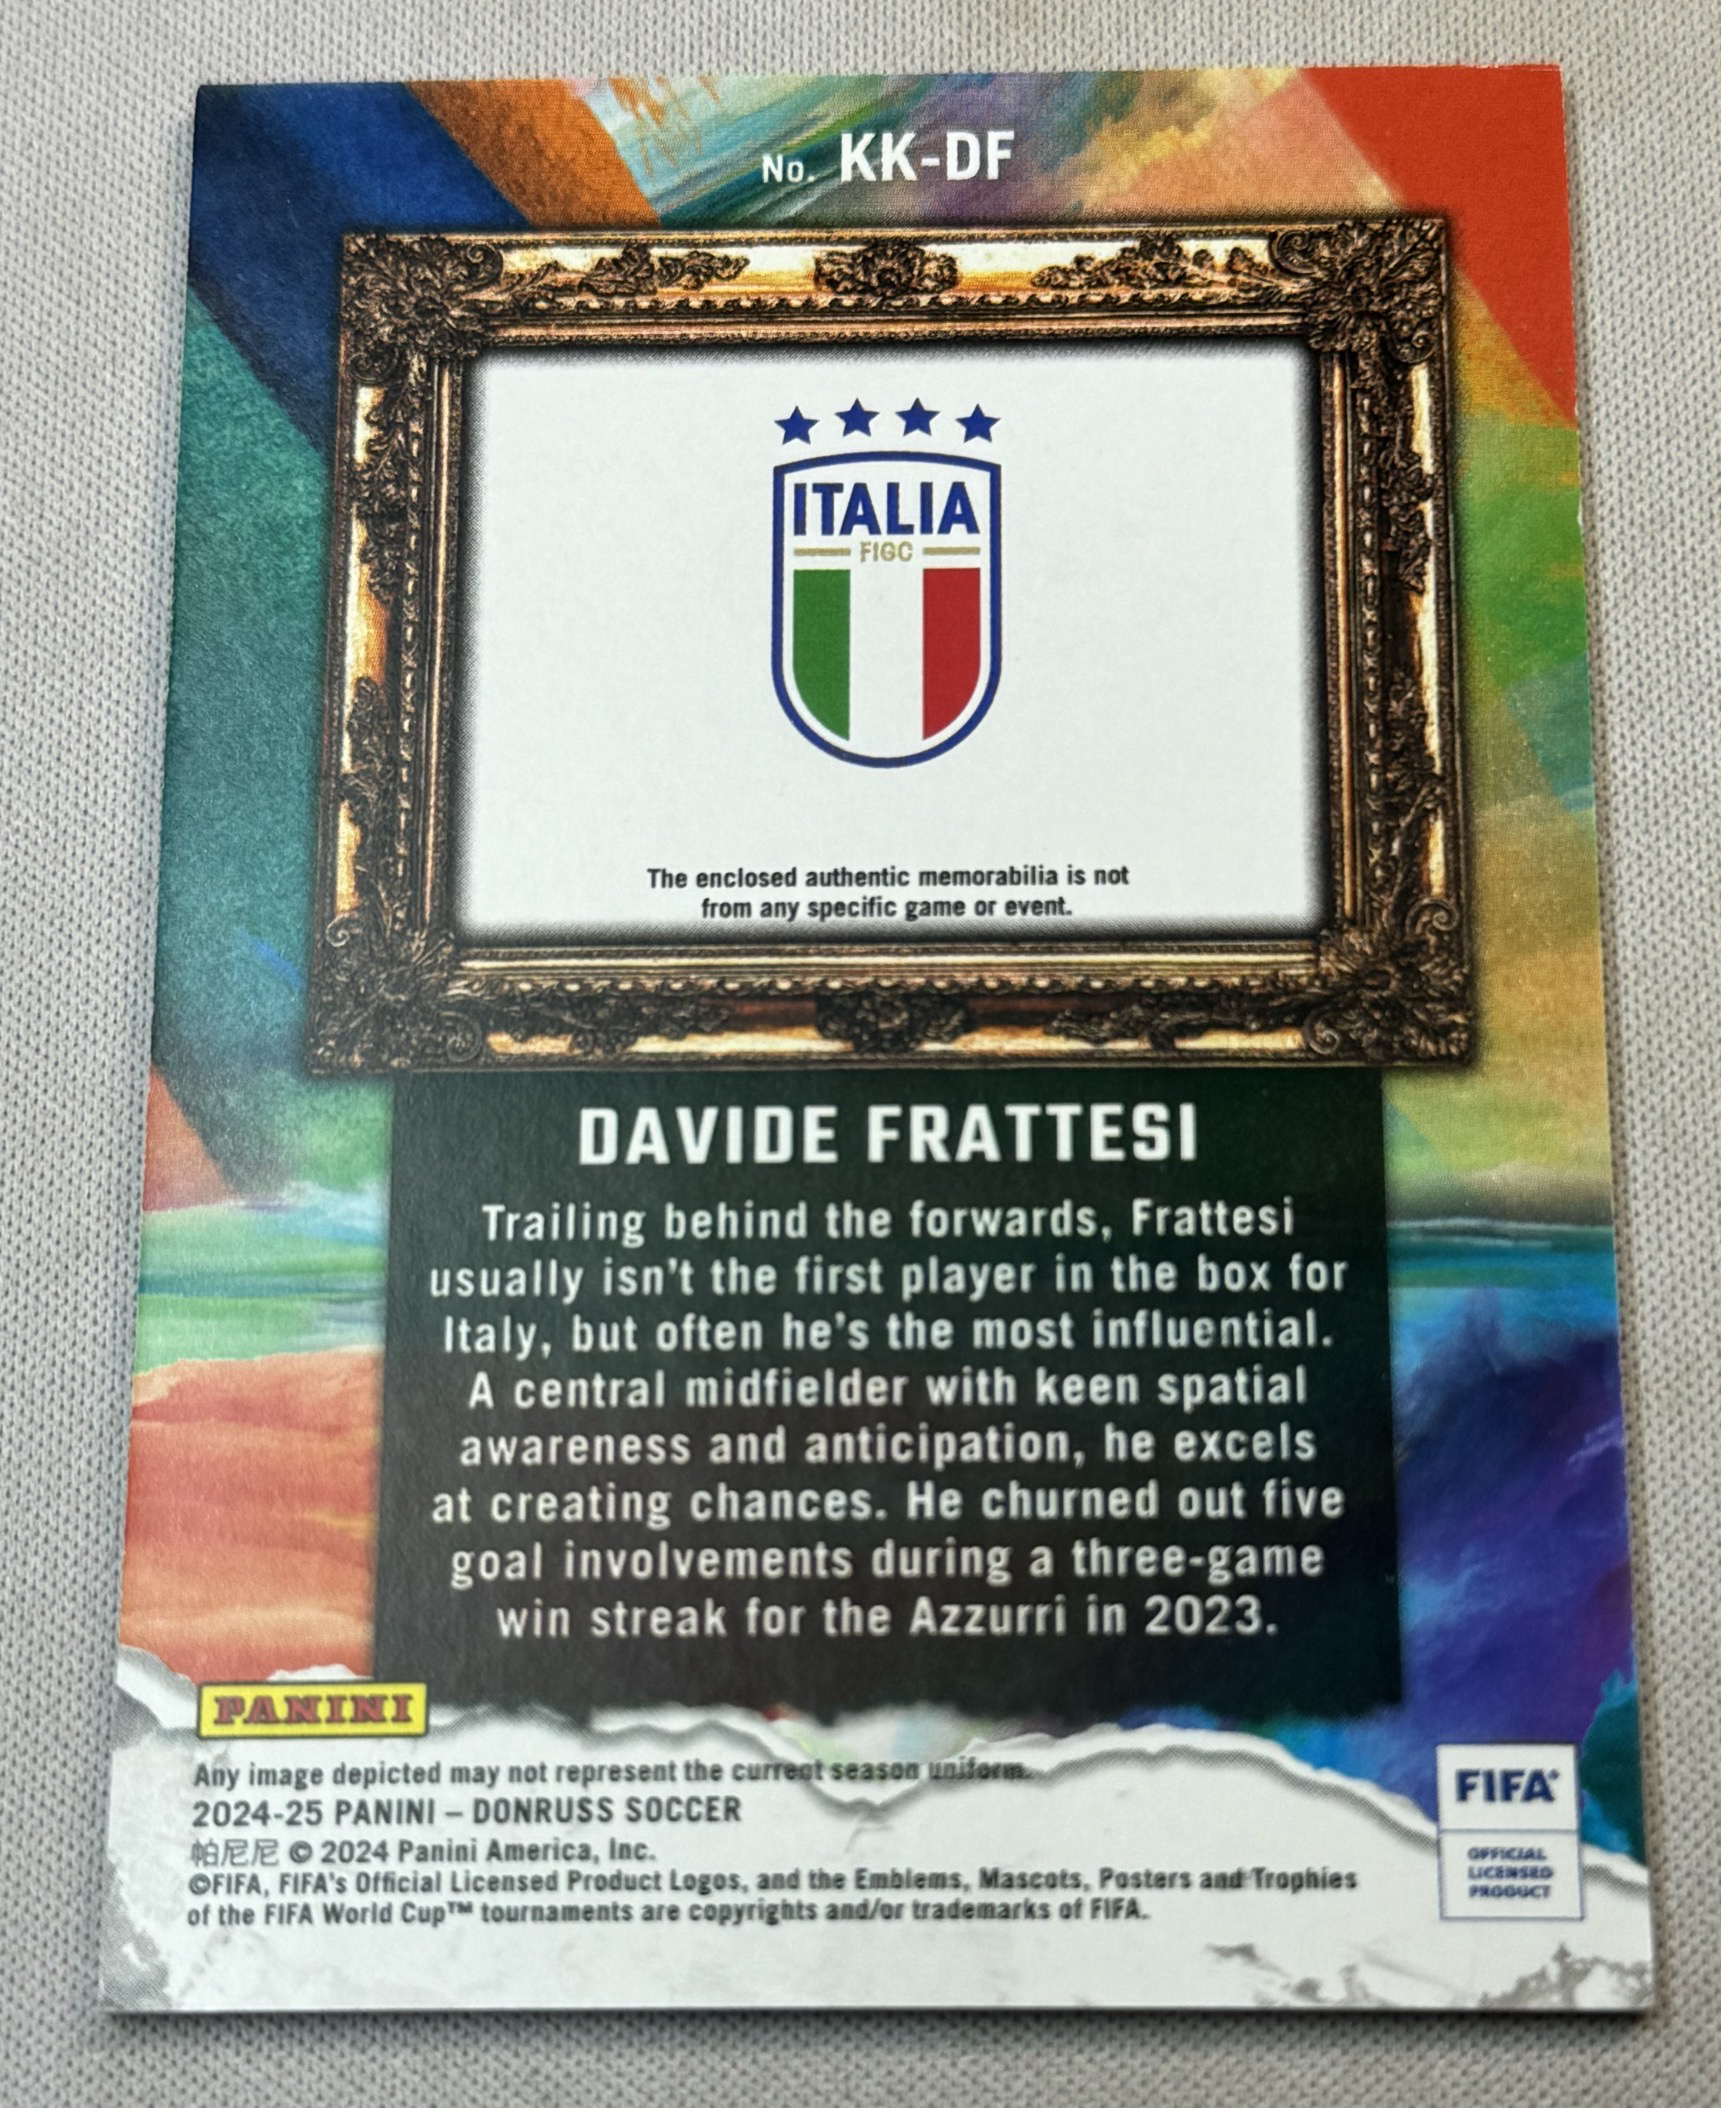 No. KK-DF
ITALIA
FIGC
The enclosed authentic memorabilia is not
from any specific game or event.
DAVIDE FRATTESI
Trailing behind the forwards, Frattesi
usually isn't the first player in the box for
Italy, but often he's the most influential.
A central midfielder with keen spatial
awareness and anticipation, he excels
at creating chances. He churned out five
goal involvements during a three-game
win streak for the Azzurri in 2023.
PANINI
Any image depicted may not represent the current season uniform.
2024-25 PANINI – DONRUSS SOCCER
帕尼尼 © 2024 Panini America, Inc.
©FIFA, FIFA's Official Licensed Product Logos, and the Emblems, Mascots, Posters and Trophies
of the FIFA World Cup™ tournaments are copyrights and/or trademarks of FIFA.
FIFA®
OFFICIAL
LICENSED
PRODUCT